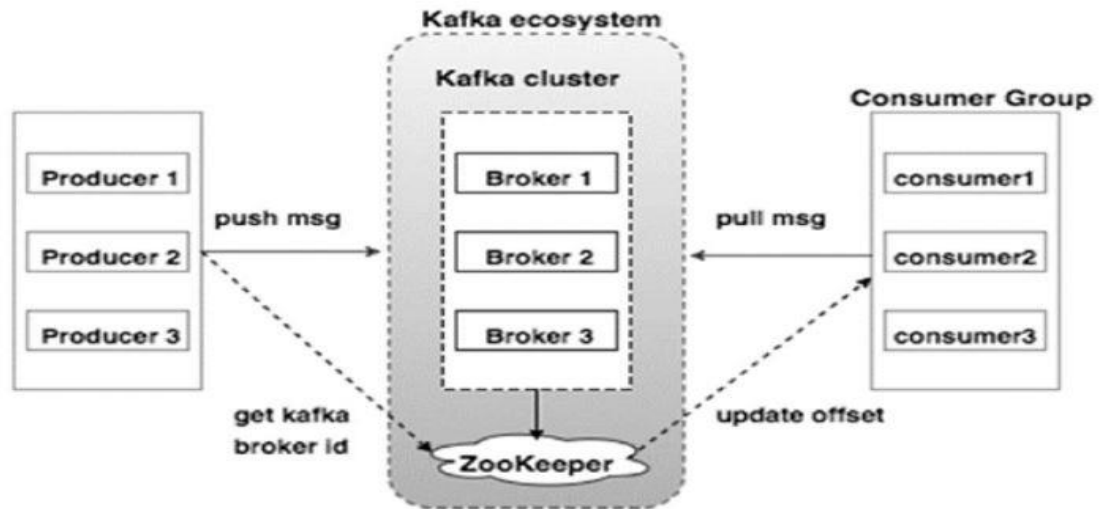 Kafka ecosystem
Kafka cluster
Consumer Group
Producer 1
Producer 2
Producer 3
push msg
Broker 1
Broker 2
Broker 3
pull msg
consumer1
consumer2
consumer3
get kafka
broker id
ZooKeeper
update offset